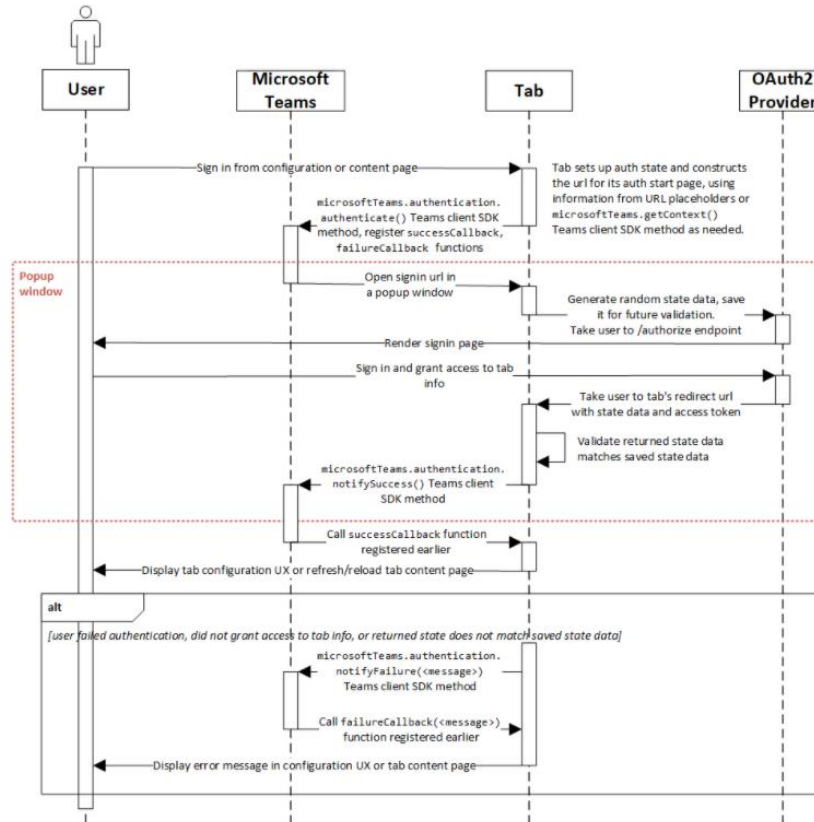 User
Microsoft
Teams
Tab
OAuth2
Provider
Sign in from configuration or content page
Tab sets up auth state and constructs
the url for its auth start page, using
information from URL placeholders or
microsoftTeams.getContext()
Teams client SDK method as needed.
microsoftTeams.authentication.
authenticate() Teams client SDK
method, register successCallback,
failureCallback functions
Popup
window
Open signin url in
a popup window
Generate random state data, save
it for future validation.
Take user to /authorize endpoint
Render signin page
Sign in and grant access to tab
info
Take user to tab's redirect url
with state data and access token
Validate returned state data
matches saved state data
microsoftTeams.authentication.
notifySuccess() Teams client
SDK method
Call successCallback function
registered earlier
Display tab configuration UX or refresh/reload tab content page
alt
[user failed authentication, did not grant access to tab info, or returned state does not match saved state data]
microsoftTeams.authentication.
notifyFailure(<message>)
Teams client SDK method
Call failureCallback(<message>)
function registered earlier
Display error message in configuration UX or tab content page